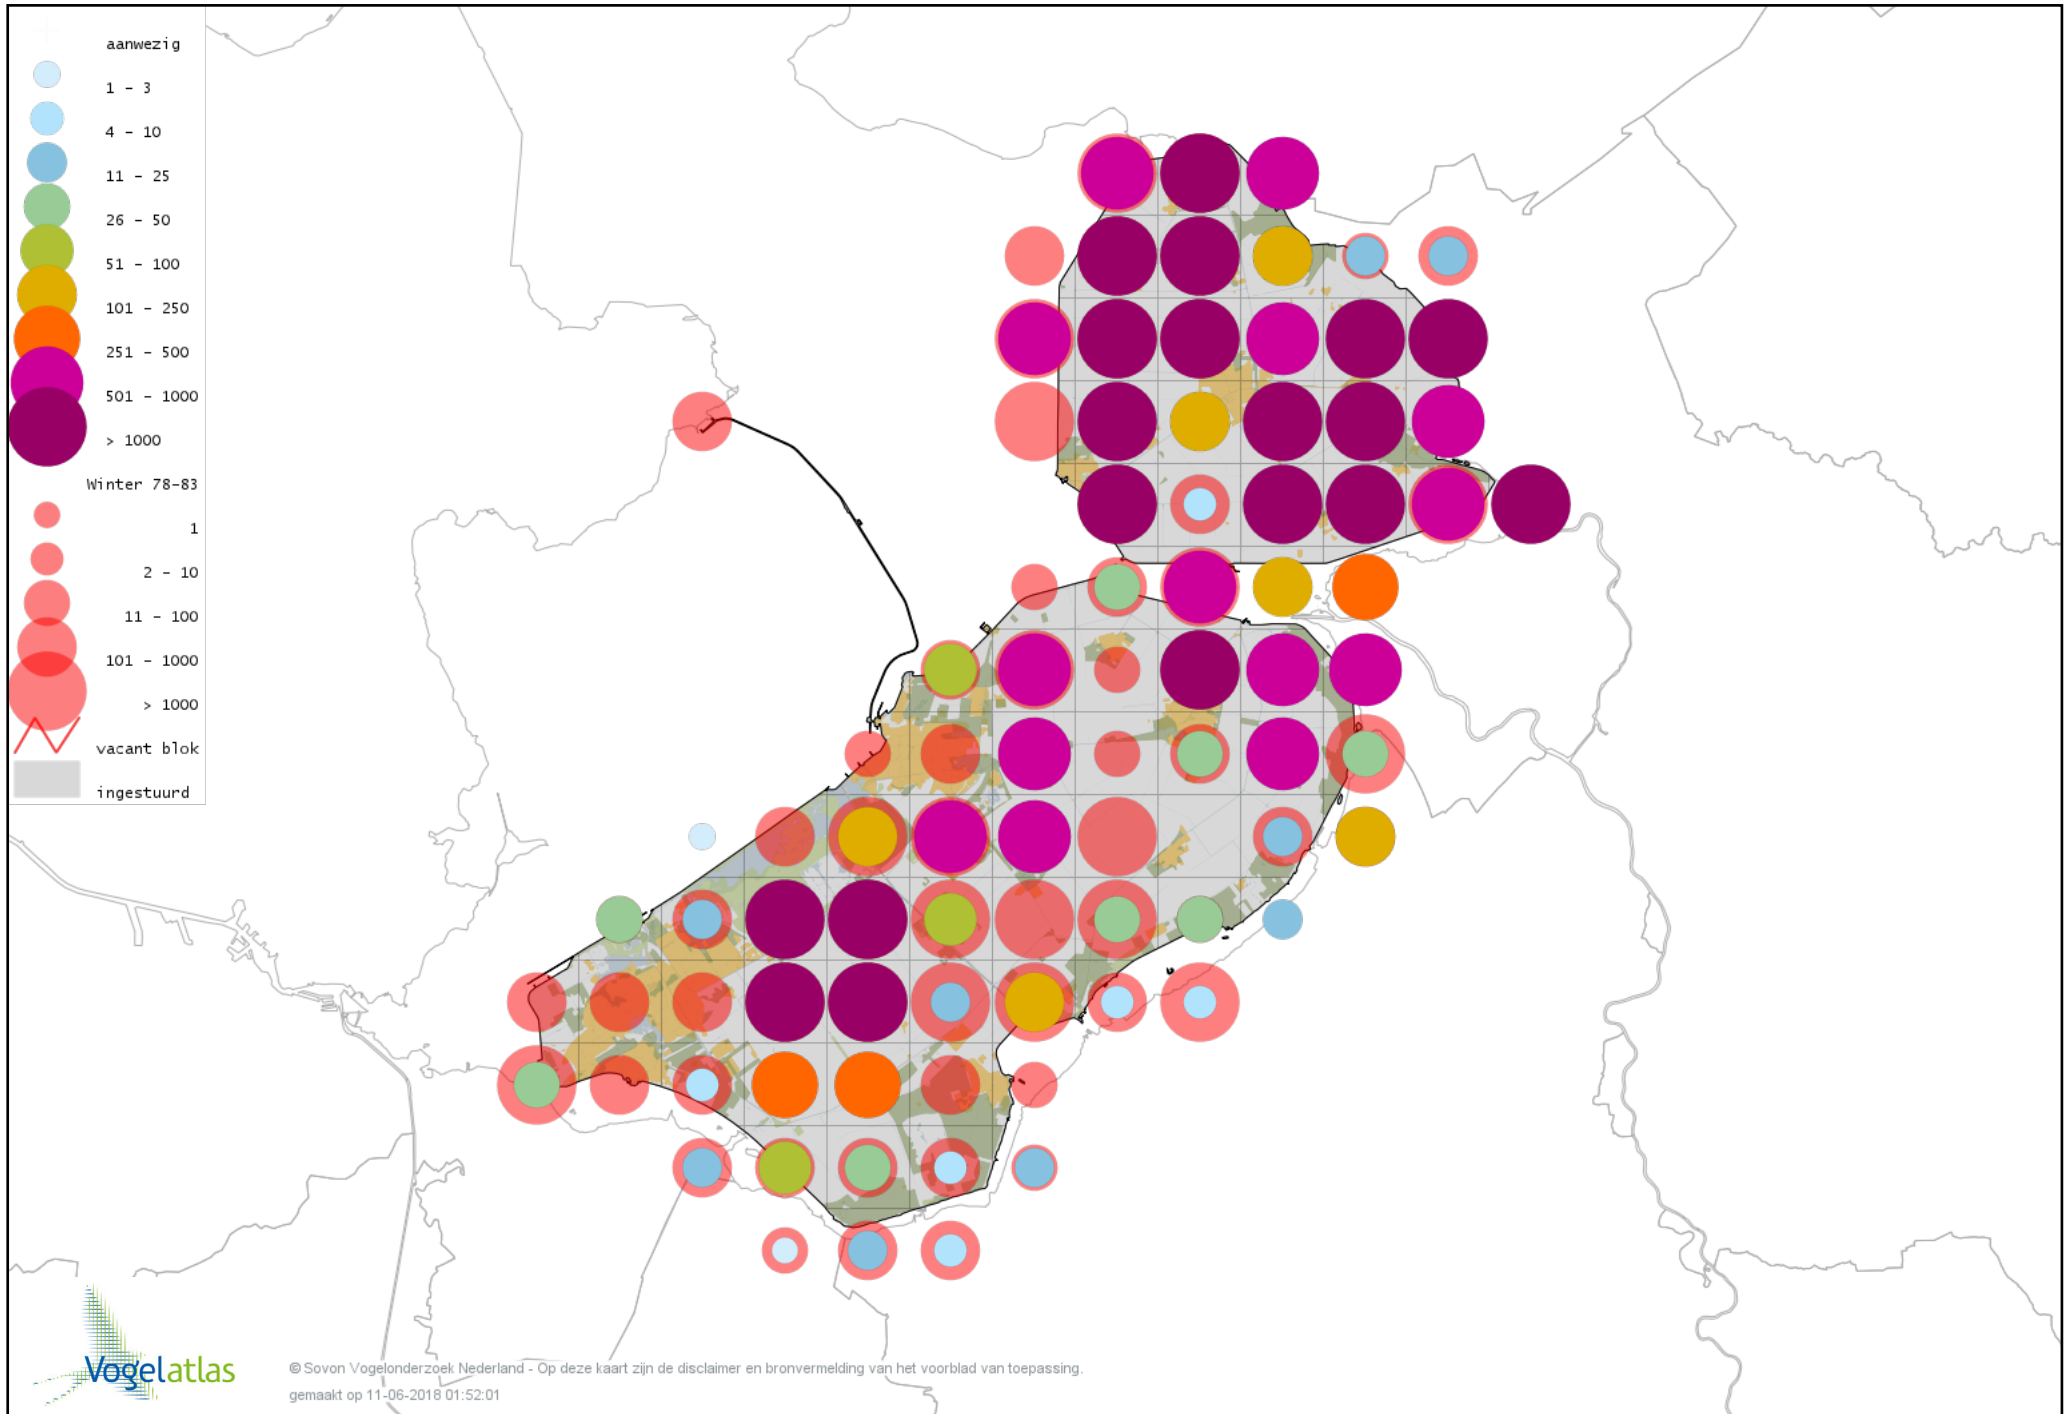 aanwezig
1 - 3
4 - 10
11 - 25
26 - 50
51 - 100
101 - 250
251 - 500
501 - 1000
> 1000
Winter 78-83
1
2 - 10
11 - 100
101 - 1000
> 1000
vacant blok
ingestuurd
Vogelatlas
© Sovon Vogelonderzoek Nederland - Op deze kaart zijn de disclaimer en bronvermelding van het voorblad van toepassing.
gemaakt op 11-06-2018 01:52:01